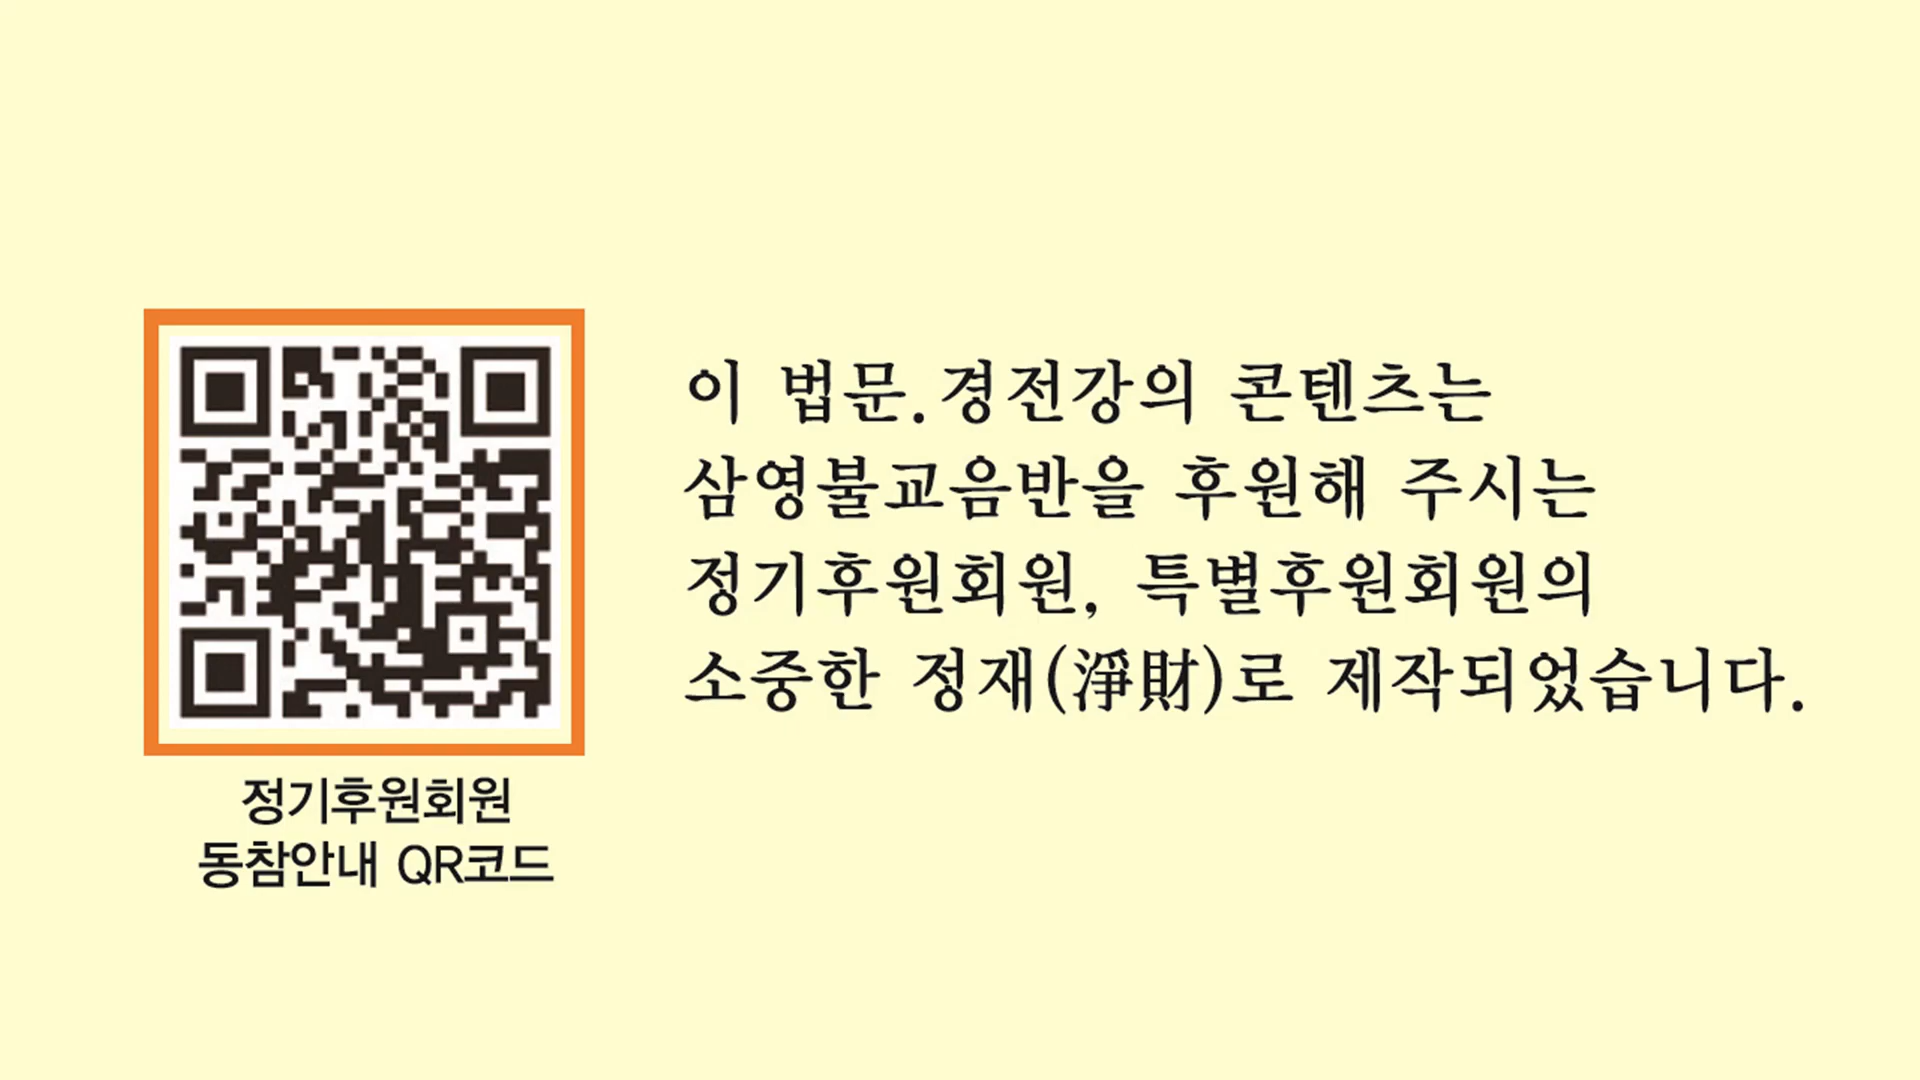 이 법문.경전강의 콘텐츠는
삼영불교음반을 후원해 주시는
정기후원회원, 특별후원회원의
소중한 정재(淨財)로 제작되었습니다.
정기후원회원
동참안내 QR코드